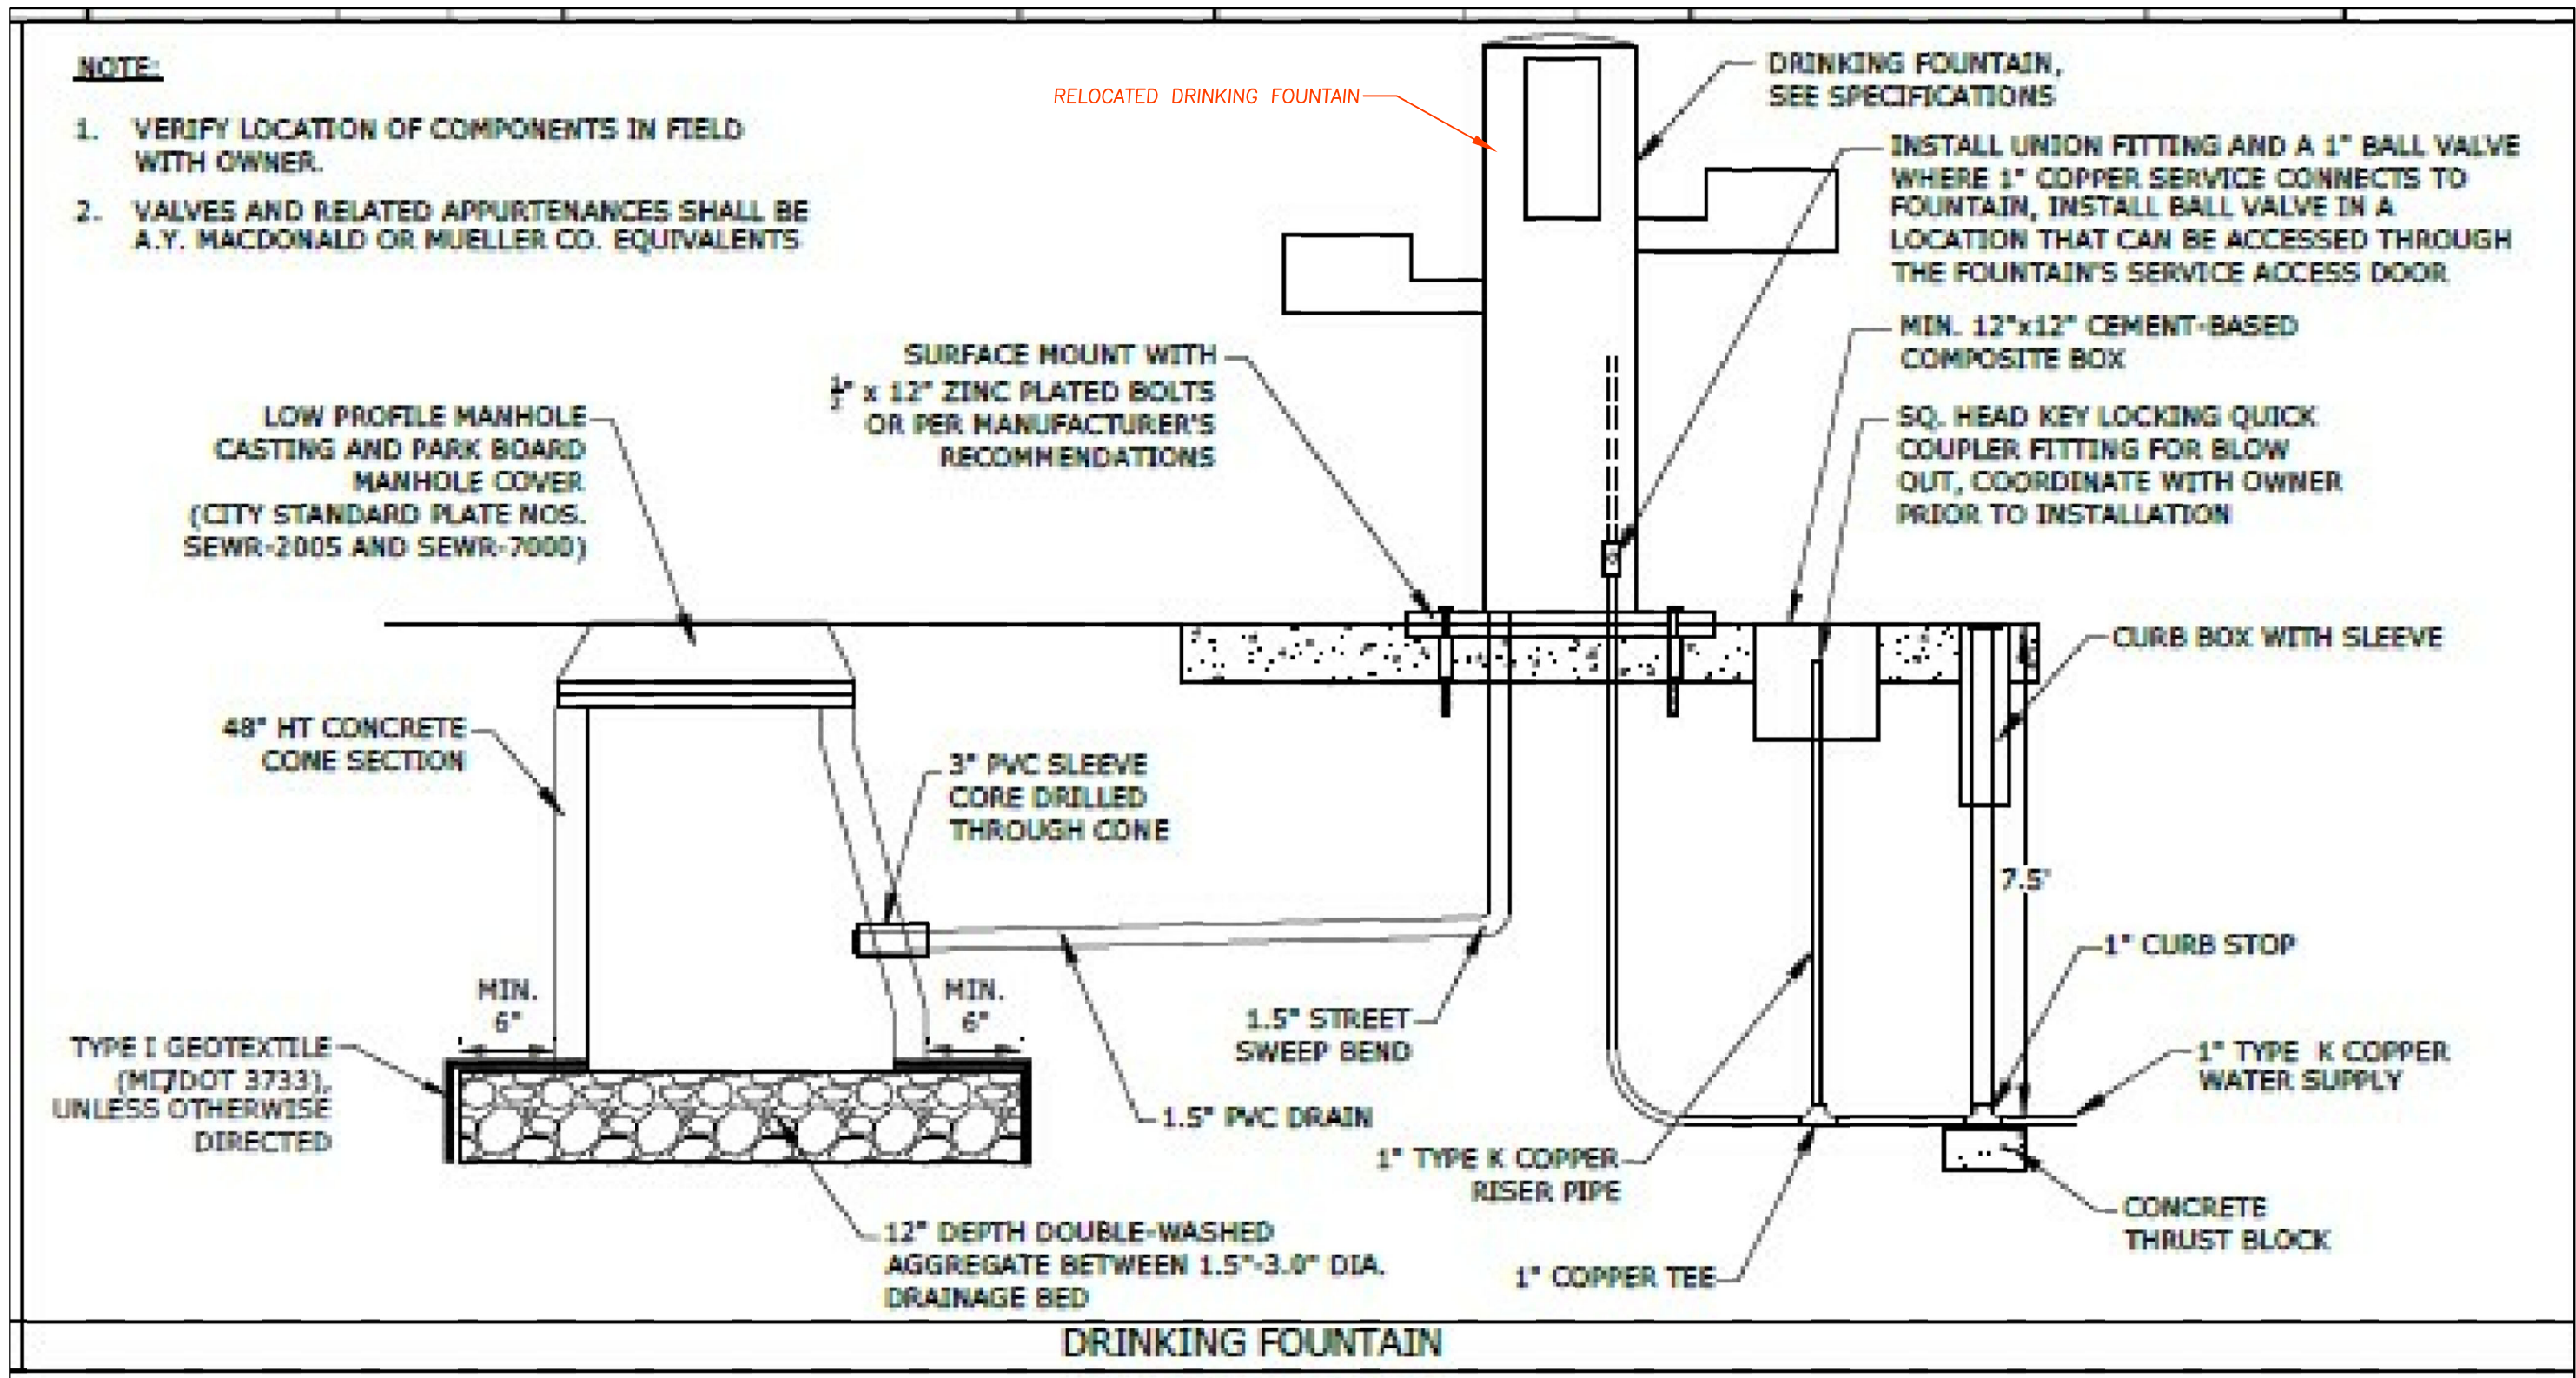 NOTE:
1. VERIFY LOCATION OF COMPONENTS IN FIELD
WITH OWNER.
2. VALVES AND RELATED APPURTENANCES SHALL BE
A.Y. MACDONALD OR MUELLER CO. EQUIVALENTS
RELOCATED DRINKING FOUNTAIN
DRINKING FOUNTAIN,
SEE SPECIFICATIONS
INSTALL UNION FITTING AND A 1" BALL VALVE
WHERE 1" COPPER SERVICE CONNECTS TO
FOUNTAIN, INSTALL BALL VALVE IN A
LOCATION THAT CAN BE ACCESSED THROUGH
THE FOUNTAIN'S SERVICE ACCESS DOOR
MIN. 12"x12" CEMENT-BASED
COMPOSITE BOX
SQ. HEAD KEY LOCKING QUICK
COUPLER FITTING FOR BLOW
OUT, COORDINATE WITH OWNER
PRIOR TO INSTALLATION
SURFACE MOUNT WITH
½" x 12" ZINC PLATED BOLTS
OR PER MANUFACTURER'S
RECOMMENDATIONS
LOW PROFILE MANHOLE
CASTING AND PARK BOARD
MANHOLE COVER
(CITY STANDARD PLATE NOS.
SEWR-2005 AND SEWR-7000)
CURB BOX WITH SLEEVE
48" HT CONCRETE
CONE SECTION
3" PVC SLEEVE
CORE DRILLED
THROUGH CONE
7.5'
1" CURB STOP
MIN.
6"
MIN.
6"
1.5" STREET
SWEEP BEND
TYPE I GEOTEXTILE
(MN/DOT 3733),
UNLESS OTHERWISE
DIRECTED
1" TYPE K COPPER
WATER SUPPLY
1.5" PVC DRAIN
1" TYPE K COPPER
RISER PIPE
CONCRETE
THRUST BLOCK
12" DEPTH DOUBLE-WASHED
AGGREGATE BETWEEN 1.5"-3.0" DIA.
DRAINAGE BED
1" COPPER TEE
DRINKING FOUNTAIN